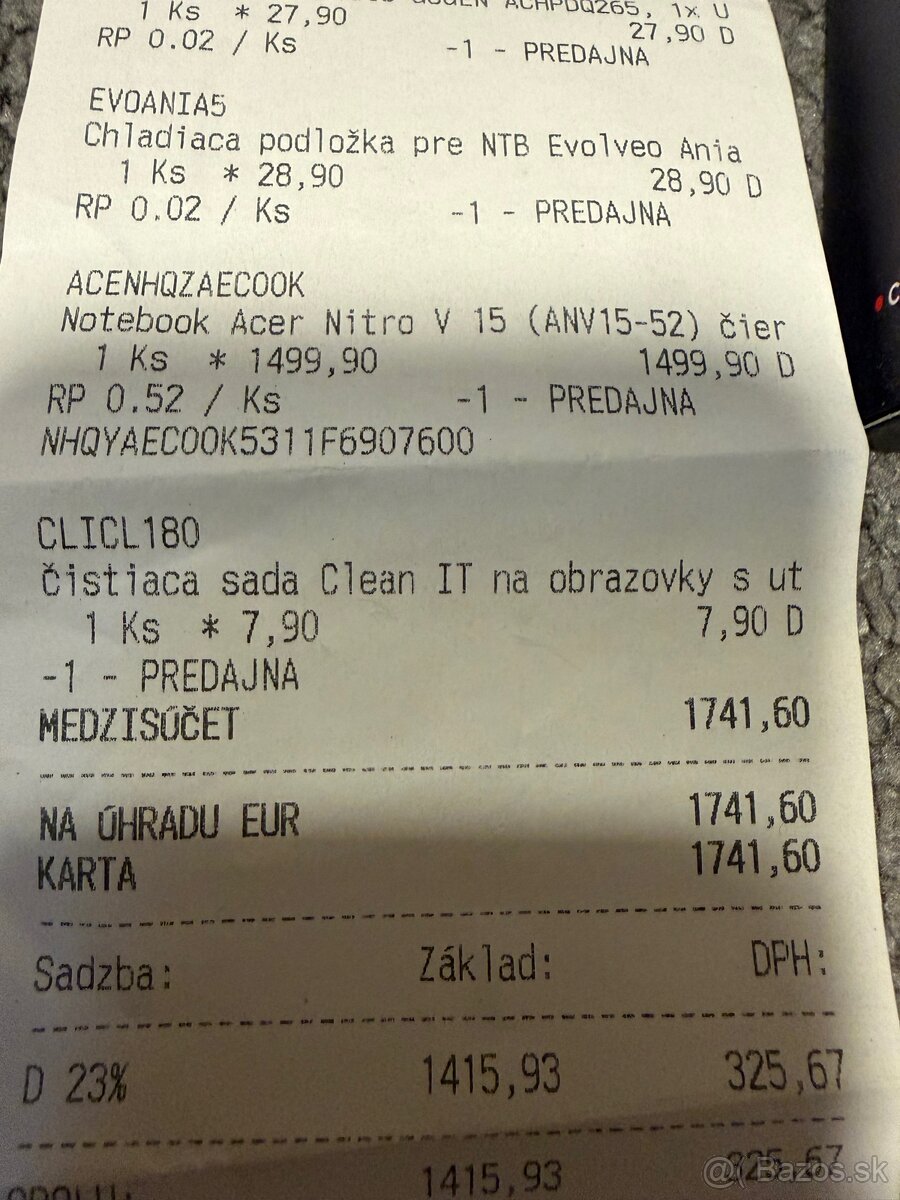 ACHPDQ265, 1x U
1 Ks * 27,90 27,90 D
RP 0.02 / Ks -1 - PREDAJNA
EVOANIA5
Chladiaca podložka pre NTB Evolveo Ania
1 Ks * 28,90 28,90 D
RP 0.02 / Ks -1 - PREDAJNA
ACENHQZAECOOK
Notebook Acer Nitro V 15 (ANV15-52) čier
1 Ks * 1499,90 1499,90 D
RP 0.52 / Ks -1 - PREDAJNA
NHQYAECOOK5311F6907600
CLICL180
Čistiaca sada Clean IT na obrazovky s ut
1 Ks * 7,90 7,90 D
-1 - PREDAJNA
MEDZISÚČET 1741,60
NA ÚHRADU EUR 1741,60
KARTA 1741,60
Sadzba: Základ: DPH:
D 23% 1415,93 325,67
1415,93 325,67
@ Bazos.sk